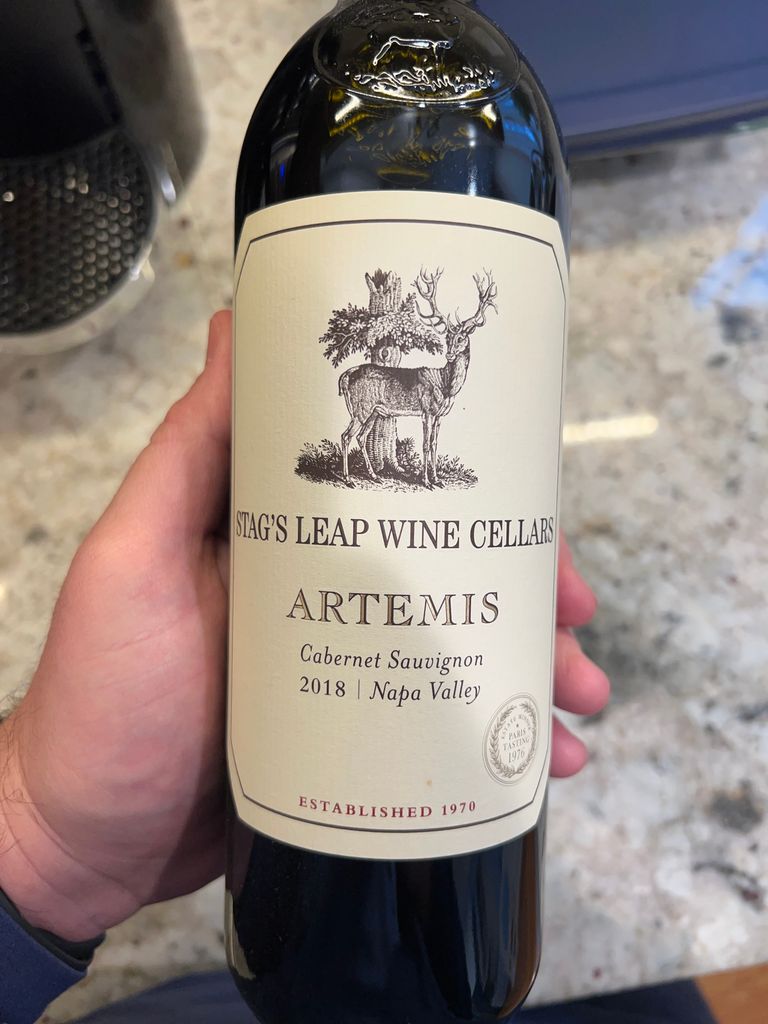 STAG'S LEAP WINE CELLARS
ARTEMIS
Cabernet Sauvignon
2018 | Napa Valley
PARIS
TASTING
1976
ESTABLISHED 1970